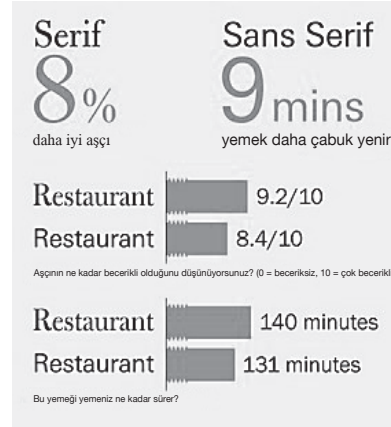 Serif
8%
daha iyi aşçı
Sans Serif
9 mins
yemek daha çabuk yenir
Restaurant 9.2/10
Restaurant 8.4/10
Aşçının ne kadar becerikli olduğunu düşünüyorsunuz? (0 = beceriksiz, 10 = çok becerikl
Restaurant 140 minutes
Restaurant 131 minutes
Bu yemeği yemeniz ne kadar sürer?